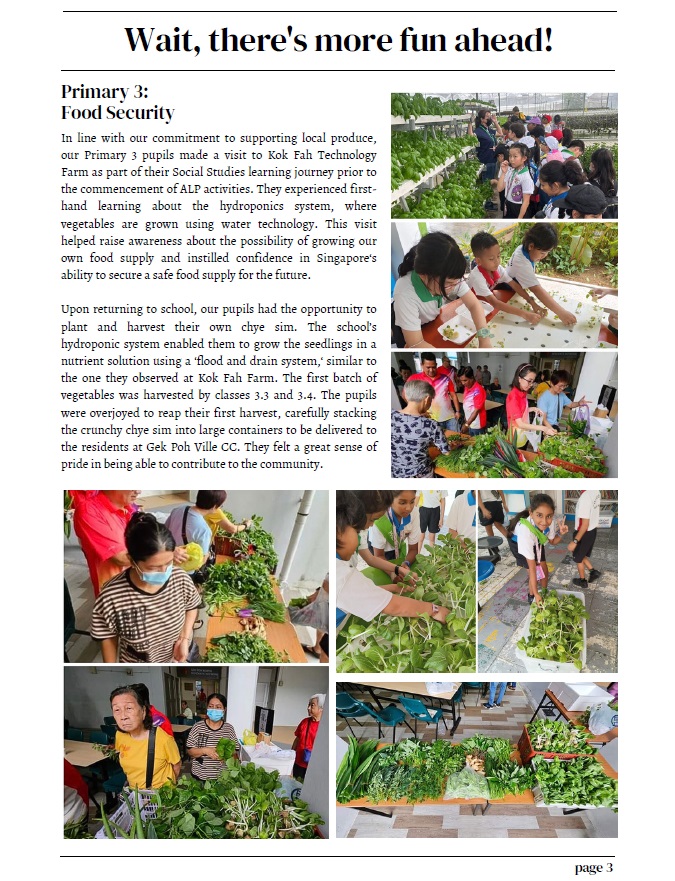 Wait, there's more fun ahead!
Primary 3:
Food Security
In line with our commitment to supporting local produce,
our Primary 3 pupils made a visit to Kok Fah Technology
Farm as part of their Social Studies learning journey prior to
the commencement of ALP activities. They experienced first-
hand learning about the hydroponics system, where
vegetables are grown using water technology. This visit
helped raise awareness about the possibility of growing our
own food supply and instilled confidence in Singapore's
ability to secure a safe food supply for the future.
Upon returning to school, our pupils had the opportunity to
plant and harvest their own chye sim. The school's
hydroponic system enabled them to grow the seedlings in a
nutrient solution using a 'flood and drain system,' similar to
the one they observed at Kok Fah Farm. The first batch of
vegetables was harvested by classes 3.3 and 3.4. The pupils
were overjoyed to reap their first harvest, carefully stacking
the crunchy chye sim into large containers to be delivered to
the residents at Gek Poh Ville CC. They felt a great sense of
pride in being able to contribute to the community.
page 3